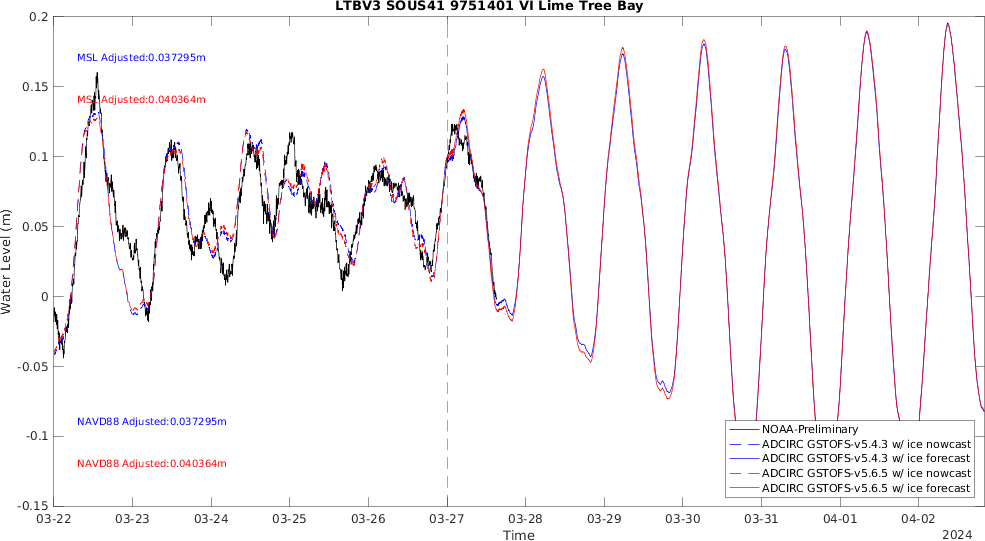 LTBV3 SOUS41 9751401 VI Lime Tree Bay
0.2
MSL Adjusted:0.037295m
0.15
MSL Adjusted:0.040364m
0.1
0.05
Water Level (m)
0
-0.05
NAVD88 Adjusted:0.037295m
-0.1
NAVD88 Adjusted:0.040364m
-0.15
NOAA-Preliminary
ADCIRC GSTOFS-v5.4.3 w/ ice nowcast
ADCIRC GSTOFS-v5.4.3 w/ ice forecast
ADCIRC GSTOFS-v5.6.5 w/ ice nowcast
ADCIRC GSTOFS-v5.6.5 w/ ice forecast
03-22 03-23 03-24 03-25 03-26 03-27 03-28 03-29 03-30 03-31 04-01 04-02
Time
2024